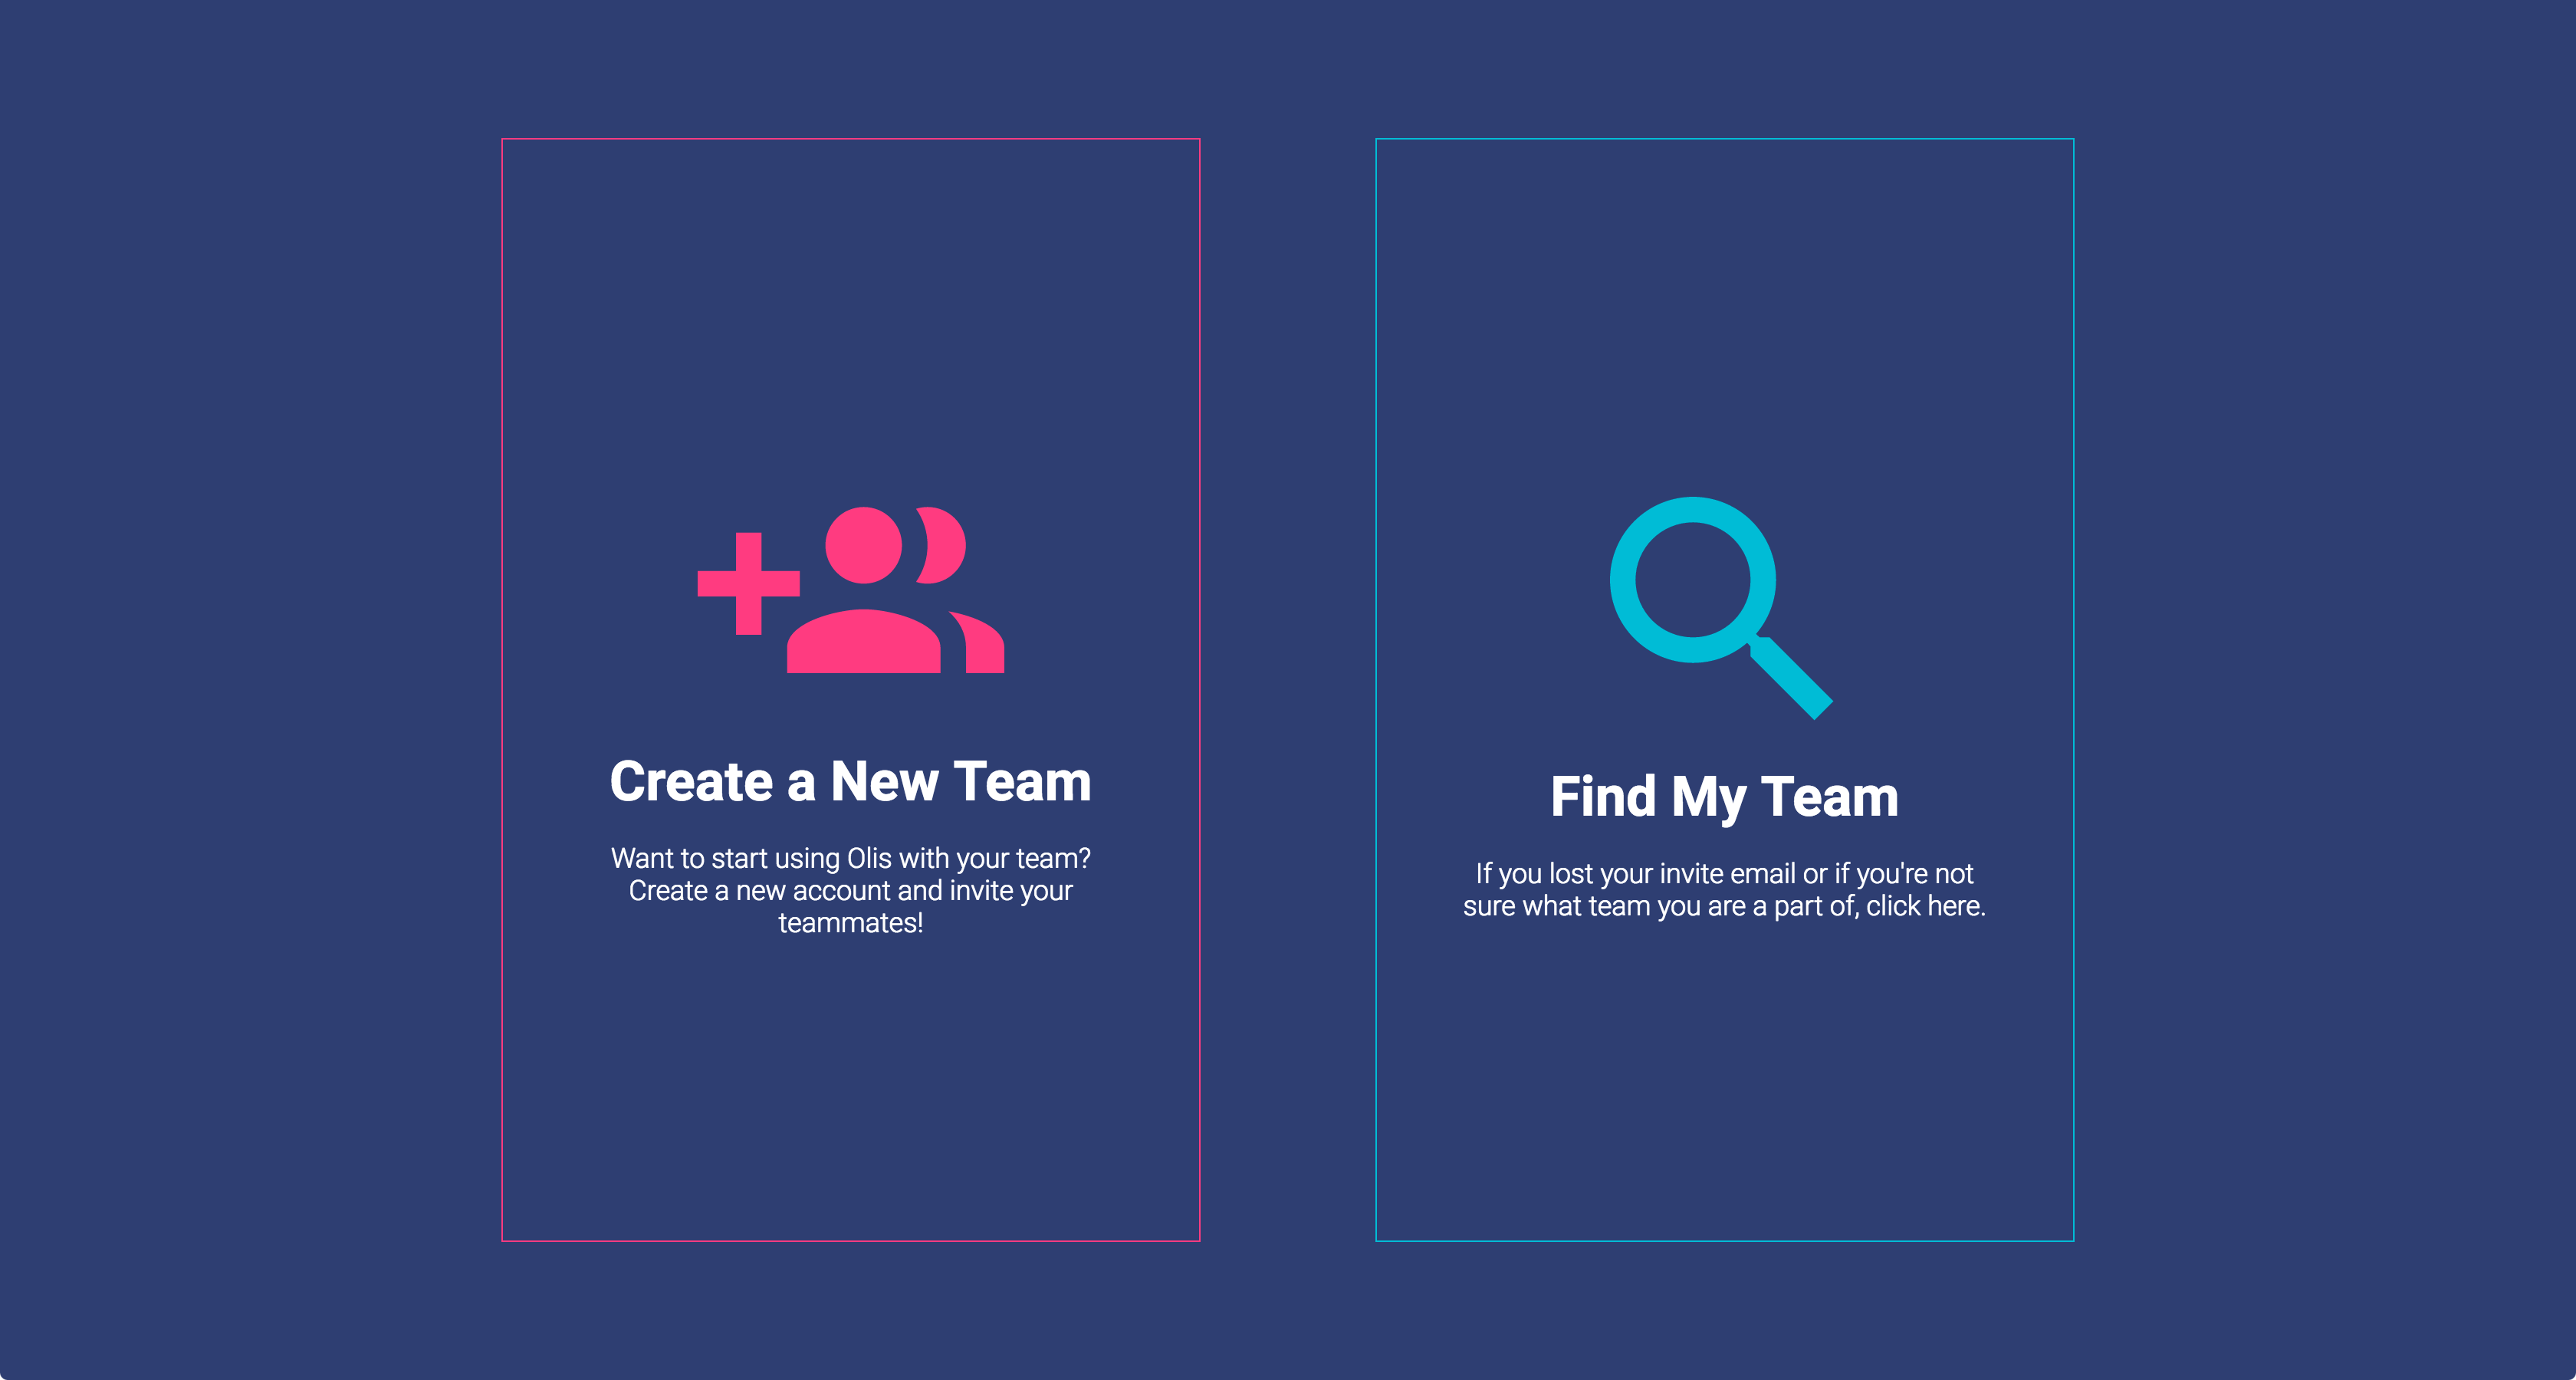 Create a New Team
Want to start using Olis with your team?
Create a new account and invite your
teammates!
Find My Team
If you lost your invite email or if you're not
sure what team you are a part of, click here.